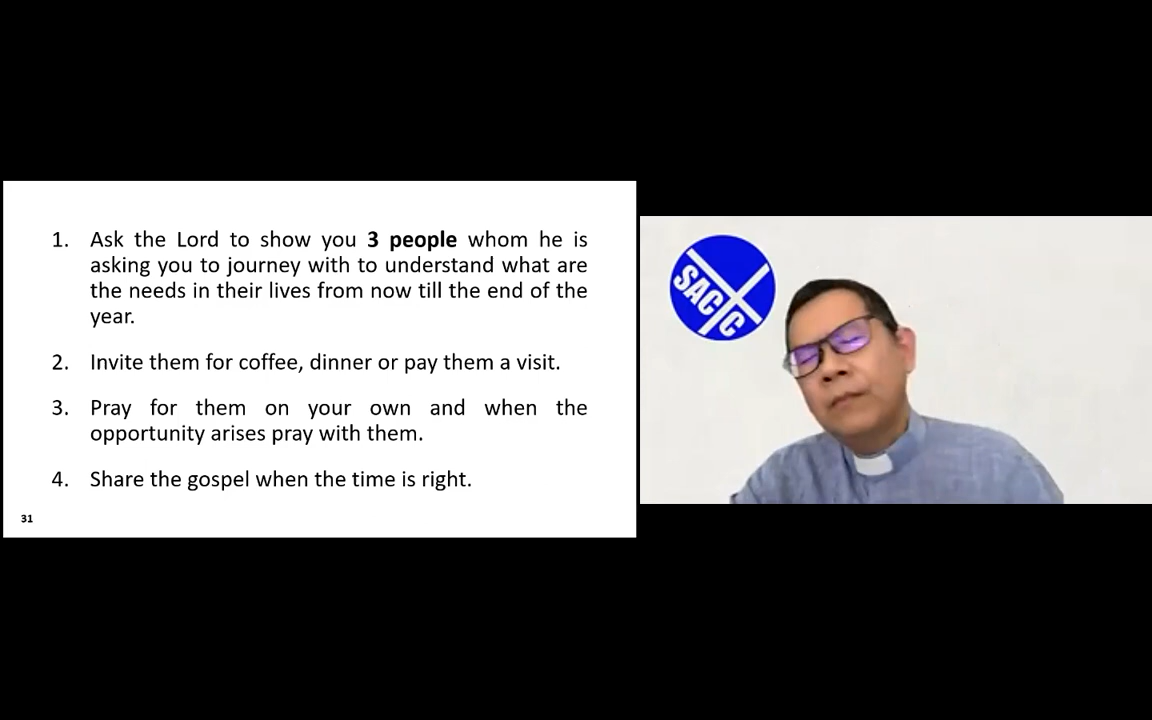 1. Ask the Lord to show you 3 people whom he is
asking you to journey with to understand what are
the needs in their lives from now till the end of the
year.
2. Invite them for coffee, dinner or pay them a visit.
3. Pray for them on your own and when the
opportunity arises pray with them.
4. Share the gospel when the time is right.
31
SAC C